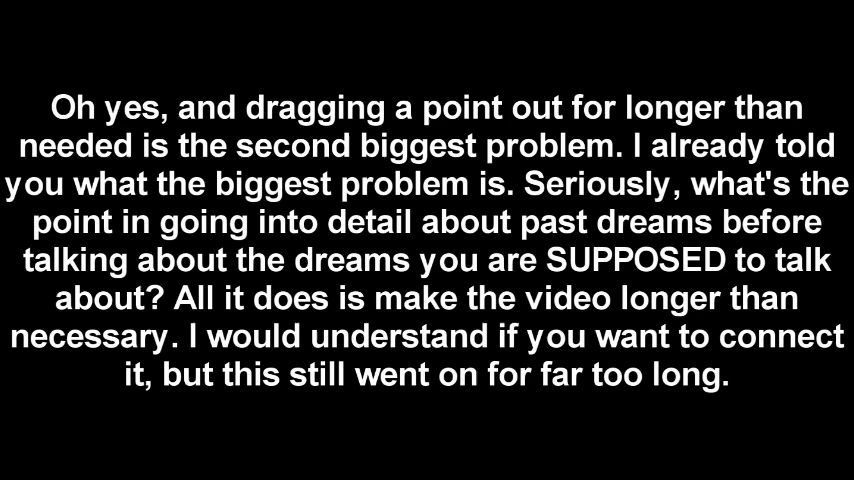 Oh yes, and dragging a point out for longer than
needed is the second biggest problem. I already told
you what the biggest problem is. Seriously, what's the
point in going into detail about past dreams before
talking about the dreams you are SUPPOSED to talk
about? All it does is make the video longer than
necessary. I would understand if you want to connect
it, but this still went on for far too long.